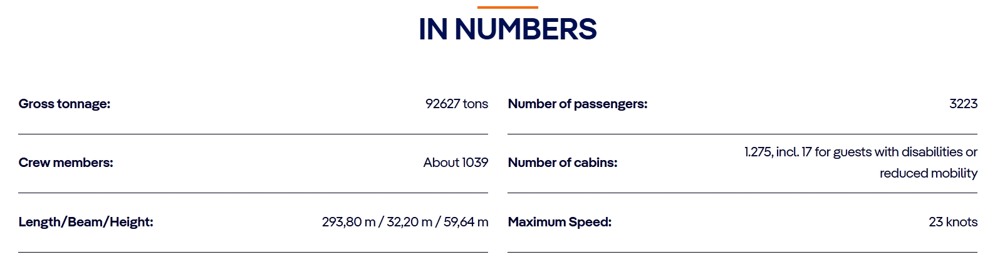 IN NUMBERS
Gross tonnage: 92627 tons
Number of passengers: 3223
Crew members: About 1039
Number of cabins: 1.275, incl. 17 for guests with disabilities or
reduced mobility
Length/Beam/Height: 293,80 m / 32,20 m / 59,64 m
Maximum Speed: 23 knots